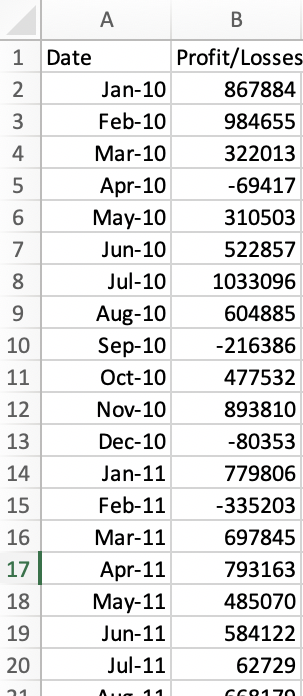 A B
1 Date Profit/Losses
2 Jan-10 867884
3 Feb-10 984655
4 Mar-10 322013
5 Apr-10 -69417
6 May-10 310503
7 Jun-10 522857
8 Jul-10 1033096
9 Aug-10 604885
10 Sep-10 -216386
11 Oct-10 477532
12 Nov-10 893810
13 Dec-10 -80353
14 Jan-11 779806
15 Feb-11 -335203
16 Mar-11 697845
17 Apr-11 793163
18 May-11 485070
19 Jun-11 584122
20 Jul-11 62729
21 Aug-11 668179